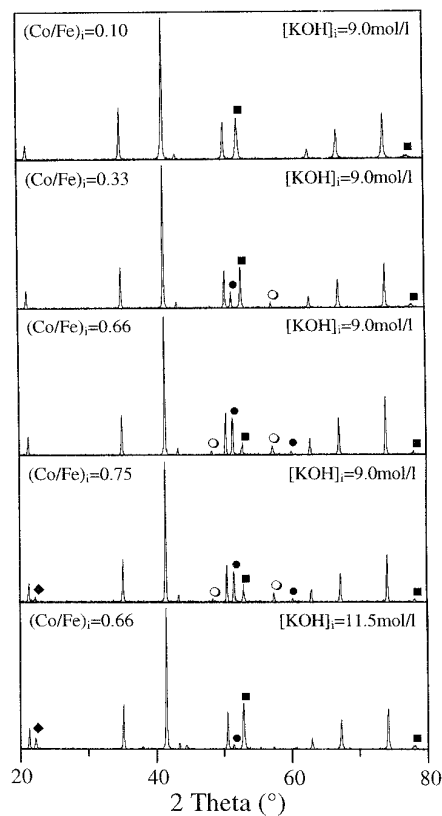 (Co/Fe)ᵢ=0.10 [KOH]ᵢ=9.0mol/l
(Co/Fe)ᵢ=0.33 [KOH]ᵢ=9.0mol/l
(Co/Fe)ᵢ=0.66 [KOH]ᵢ=9.0mol/l
(Co/Fe)ᵢ=0.75 [KOH]ᵢ=9.0mol/l
(Co/Fe)ᵢ=0.66 [KOH]ᵢ=11.5mol/l
20 40 60 80
2 Theta (°)